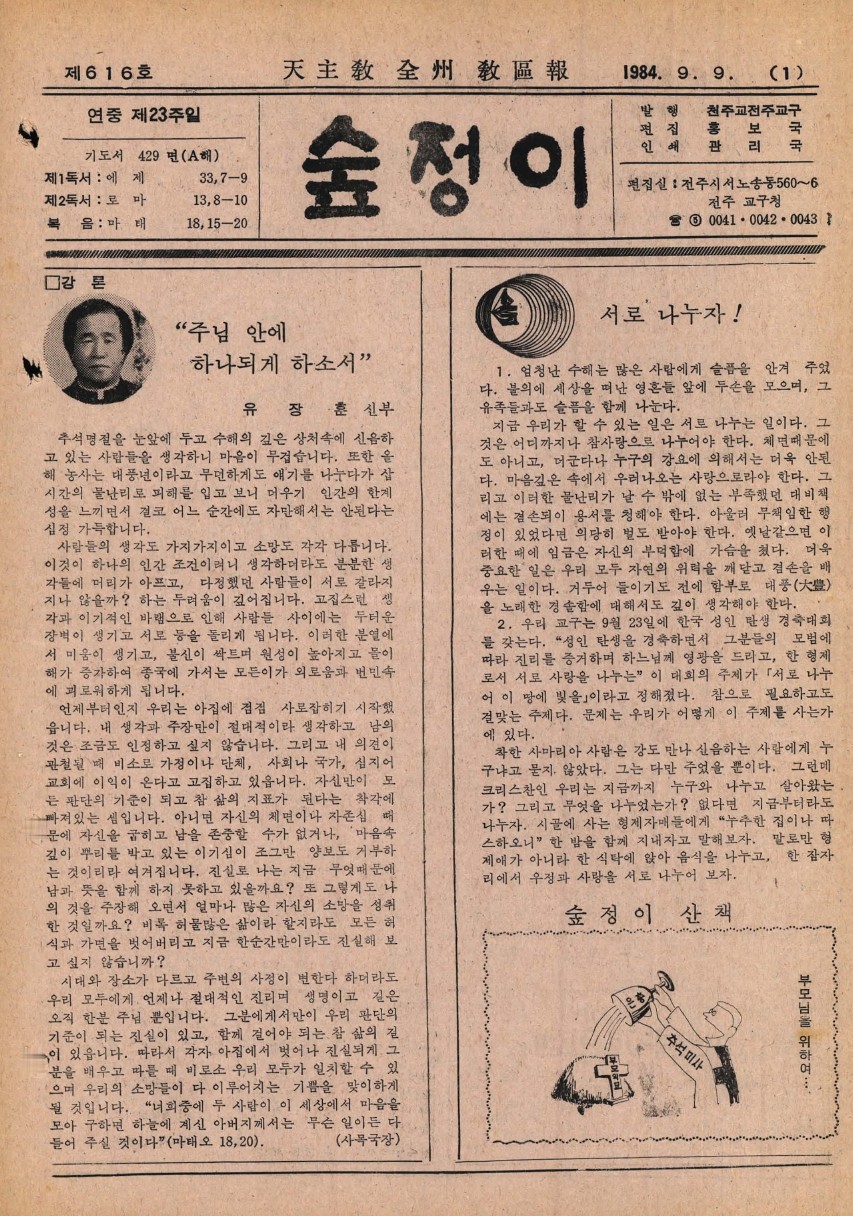 제616호
天主敎 全州 敎區報
1984. 9. 9. (1)
연중 제23주일
기도서 429 면(A해)
제1독서 : 에 제 33,7—9
제2독서 : 로 마 13,8—10
복 음 : 마 태 18,15—20
숲정이
발 행 천주교전주교구
편 집 홍 보 국
인 쇄 관 리 국
편집실 : 전주시서노송동560~6
전주 교구청
☎ ⑤ 0041·0042·0043
□강 론
“주님 안에
하나되게 하소서”
유 장 훈 신부
추석명절을 눈앞에 두고 수해의 깊은 상처속에 신음하
고 있는 사람들을 생각하니 마음이 무겁습니다. 또한 올
해 농사는 대풍년이라고 무던하게도 얘기를 나누다가 삽
시간의 물난리로 피해를 입고 보니 더우기 인간의 한계
성을 느끼면서 결코 어느 순간에도 자만해서는 안된다는
심정 가득합니다.
사람들의 생각도 가지가지이고 소망도 각각 다릅니다.
이것이 하나의 인간 조건이려니 생각하더라도 분분한 생
각들에 머리가 아프고, 다정했던 사람들이 서로 갈라지
지나 않을까? 하는 두려움이 깊어집니다. 고집스런 생
각과 이기적인 바램으로 인해 사람들 사이에는 두터운
장벽이 생기고 서로 등을 돌리게 됩니다. 이러한 분열에
서 미움이 생기고, 불신이 싹트며 원성이 높아지고 몰이
해가 증가하여 종국에 가서는 모든이가 외로움과 번민속
에 괴로워하게 됩니다.
언제부터인지 우리는 아집에 점점 사로잡히기 시작했
읍니다. 내 생각과 주장만이 절대적이라 생각하고 남의
것은 조금도 인정하고 싶지 않습니다. 그리고 내 의견이
관철될 때 비소로 가정이나 단체, 사회나 국가, 심지어
교회에 이익이 온다고 고집하고 있읍니다. 자신만이 모
든 판단의 기준이 되고 참 삶의 지표가 된다는 착각에
빠져있는 셈입니다. 아니면 자신의 체면이나 자존심 때
문에 자신을 굽히고 남을 존중할 수가 없거나, 마음속
깊이 뿌리를 박고 있는 이기심이 조그만 양보도 거부하
는 것이리라 여겨집니다. 진실로 나는 지금 무엇때문에
남과 뜻을 함께 하지 못하고 있을까요? 또 그렇게도 나
의 것을 주장해 오면서 얼마나 많은 자신의 소망을 성취
한 것일까요? 비록 허물많은 삶이라 할지라도 모든 허
식과 가면을 벗어버리고 지금 한순간만이라도 진실해 보
고 싶지 않습니까?
시대와 장소가 다르고 주변의 사정이 변한다 하더라도
우리 모두에게 언제나 절대적인 진리며 생명이고 길은
오직 한분 주님 뿐입니다. 그분에게서만이 우리 판단의
기준이 되는 진실이 있고, 함께 걸어야 되는 참 삶의 길
이 있읍니다. 따라서 각자 아집에서 벗어나 진실되게 그
분을 배우고 따를 때 비로소 우리 모두가 일치할 수 있
으며 우리의 소망들이 다 이루어지는 기쁨을 맞이하게
될 것입니다. “너희중에 두 사람이 이 세상에서 마음을
모아 구하면 하늘에 계신 아버지께서는 무슨 일이든 다
들어 주실 것이다”(마태오 18,20). (사목국장)
서로 나누자!
1. 엄청난 수해는 많은 사람에게 슬픔을 안겨 주었
다. 불의에 세상을 떠난 영혼들 앞에 두손을 모으며, 그
유족들과도 슬픔을 함께 나눈다.
지금 우리가 할 수 있는 일은 서로 나누는 일이다. 그
것은 어디까지나 참사랑으로 나누어야 한다. 체면때문에
도 아니고, 더군다나 누구의 강요에 의해서는 더욱 안된
다. 마음깊은 속에서 우러나오는 사랑으로라야 한다. 그
리고 이러한 물난리가 날 수 밖에 없는 부족했던 대비책
에는 겸손되이 용서를 청해야 한다. 아울러 무책임한 행
정이 있었다면 의당히 벌도 받아야 한다. 옛날같으면 이
러한 때에 임금은 자신의 부덕함에 가슴을 쳤다. 더욱
중요한 일은 우리 모두 자연의 위력을 깨닫고 겸손을 배
우는 일이다. 거두어 들이기도 전에 함부로 대풍(大豊)
을 노래한 경솔함에 대해서도 깊이 생각해야 한다.
2. 우리 교구는 9월 23일에 한국 성인 탄생 경축대회
를 갖는다. “성인 탄생을 경축하면서 그분들의 모범에
따라 진리를 증거하며 하느님께 영광을 드리고, 한 형제
로서 서로 사랑을 나누는” 이 대회의 주제가 「서로 나누
어 이 땅에 빛을」이라고 정해졌다. 참으로 필요하고도
걸맞는 주제다. 문제는 우리가 어떻게 이 주제를 사는가
에 있다.
착한 사마리아 사람은 강도 만나 신음하는 사람에게 누
구냐고 묻지 않았다. 그는 다만 주었을 뿐이다. 그런데
크리스찬인 우리는 지금까지 누구와 나누고 살아왔는
가? 그리고 무엇을 나누었는가? 없다면 지금부터라도
나누자. 시골에 사는 형제자매들에게 “누추한 집이나 따
스하오니” 한 밤을 함께 지내자고 말해보자. 말로만 형
제애가 아니라 한 식탁에 앉아 음식을 나누고, 한 잠자
리에서 우정과 사랑을 서로 나누어 보자.
숲정이 산책
부모님을 위하여…
은총
추석미사